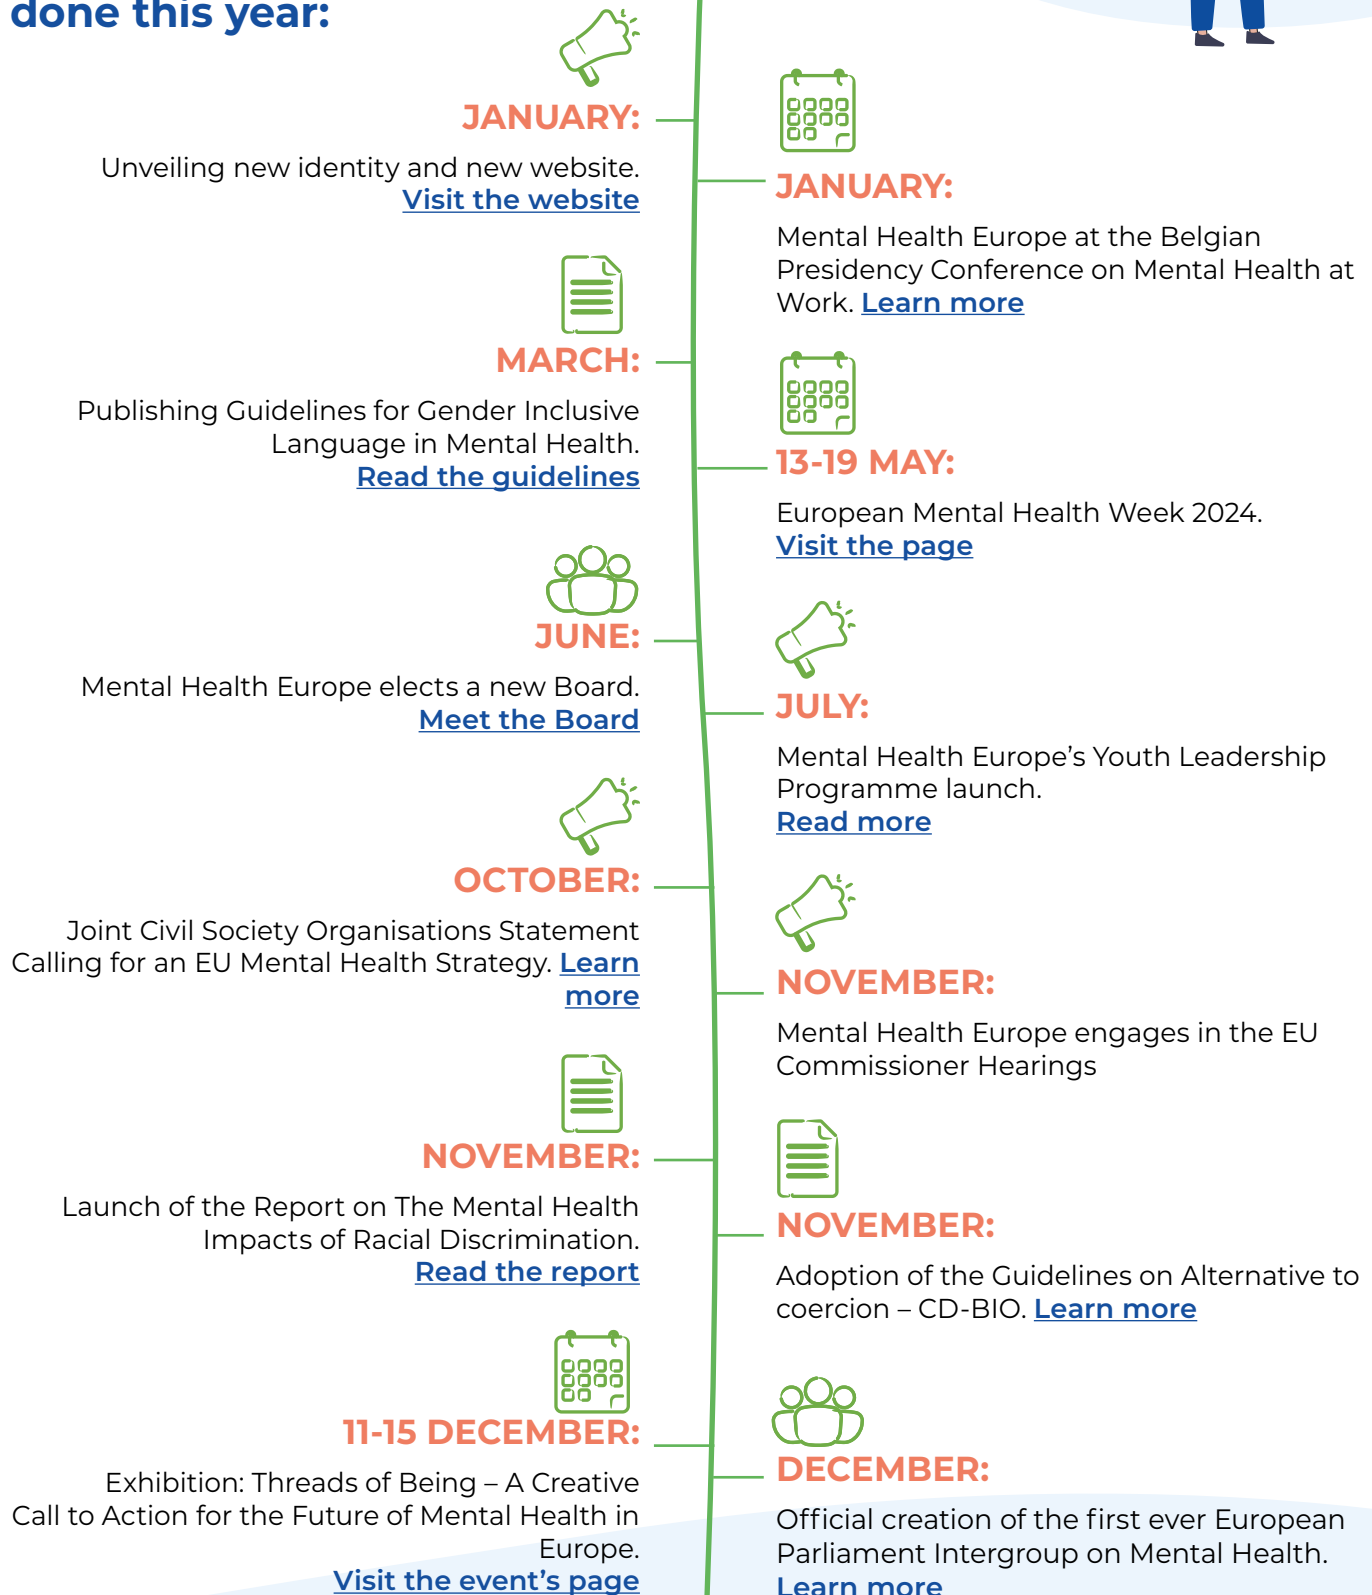 done this year:
JANUARY:
Unveiling new identity and new website.
Visit the website
JANUARY:
Mental Health Europe at the Belgian
Presidency Conference on Mental Health at
Work. Learn more
MARCH:
Publishing Guidelines for Gender Inclusive
Language in Mental Health.
Read the guidelines
13-19 MAY:
European Mental Health Week 2024.
Visit the page
JUNE:
Mental Health Europe elects a new Board.
Meet the Board
JULY:
Mental Health Europe’s Youth Leadership
Programme launch.
Read more
OCTOBER:
Joint Civil Society Organisations Statement
Calling for an EU Mental Health Strategy. Learn
more
NOVEMBER:
Mental Health Europe engages in the EU
Commissioner Hearings
NOVEMBER:
Launch of the Report on The Mental Health
Impacts of Racial Discrimination.
Read the report
NOVEMBER:
Adoption of the Guidelines on Alternative to
coercion – CD-BIO. Learn more
11-15 DECEMBER:
Exhibition: Threads of Being – A Creative
Call to Action for the Future of Mental Health in
Europe.
Visit the event’s page
DECEMBER:
Official creation of the first ever European
Parliament Intergroup on Mental Health.
Learn more